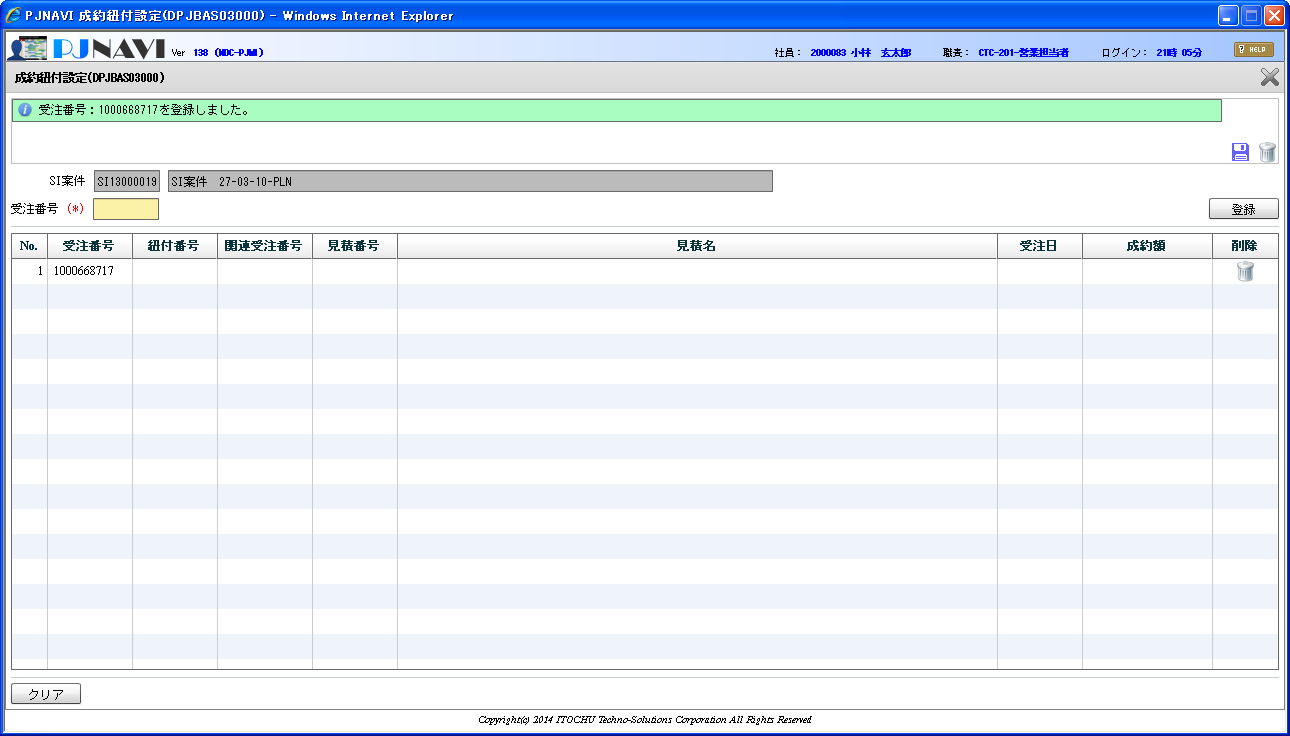 PJNAVI 成約紐付設定(DPJBAS03000) - Windows Internet Explorer
PJNAVI Ver 138 (NDC-PJMI) 社員： 2000083 小林 玄太郎 職責： CTC-201-営業担当者 ログイン： 21時 05分 ? HELP
成約紐付設定(DPJBAS03000)
受注番号：1000668717を登録しました。
SI案件 SI13000019 SI案件 27-03-10-PLN
受注番号 (*) 登録
No. 受注番号 紐付番号 関連受注番号 見積番号 見積名 受注日 成約額 削除
1 1000668717
クリア
Copyright(c) 2014 ITOCHU Techno-Solutions Corporation All Rights Reserved